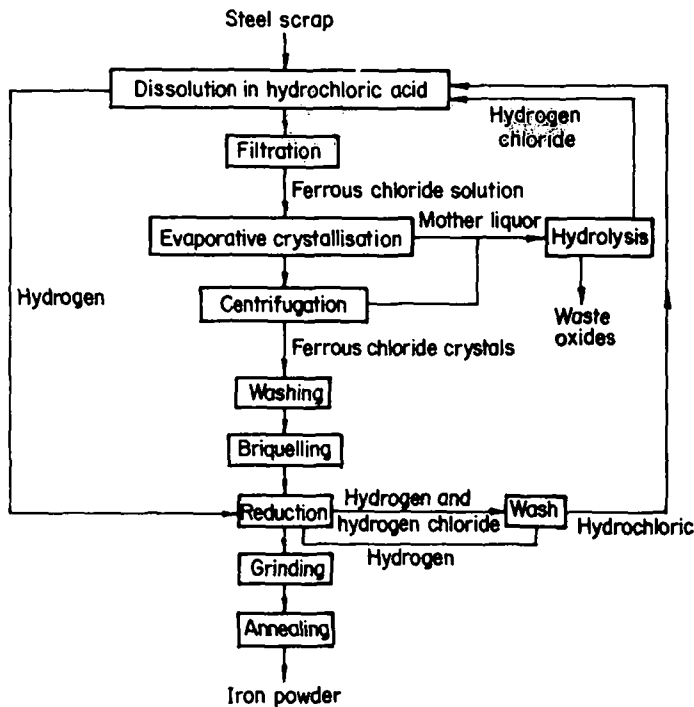 Steel scrap
Dissolution in hydrochloric acid
Hydrogen
chloride
Filtration
Ferrous chloride solution
Mother liquor
Evaporative crystallisation
Hydrolysis
Hydrogen
Centrifugation
Waste
oxides
Ferrous chloride crystals
Washing
Briquelling
Reduction
Hydrogen and
hydrogen chloride
Wash
Hydrochloric
Hydrogen
Grinding
Annealing
Iron powder